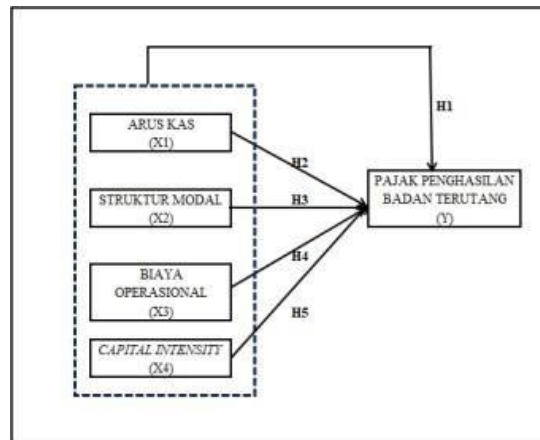 H1
ARUS KAS
(X1)
H2
PAJAK PENGHASILAN
BADAN TERUTANG
(Y)
STRUKTUR MODAL
(X2)
H3
H4
BIAYA
OPERASIONAL
(X3)
H5
CAPITAL INTENSITY
(X4)